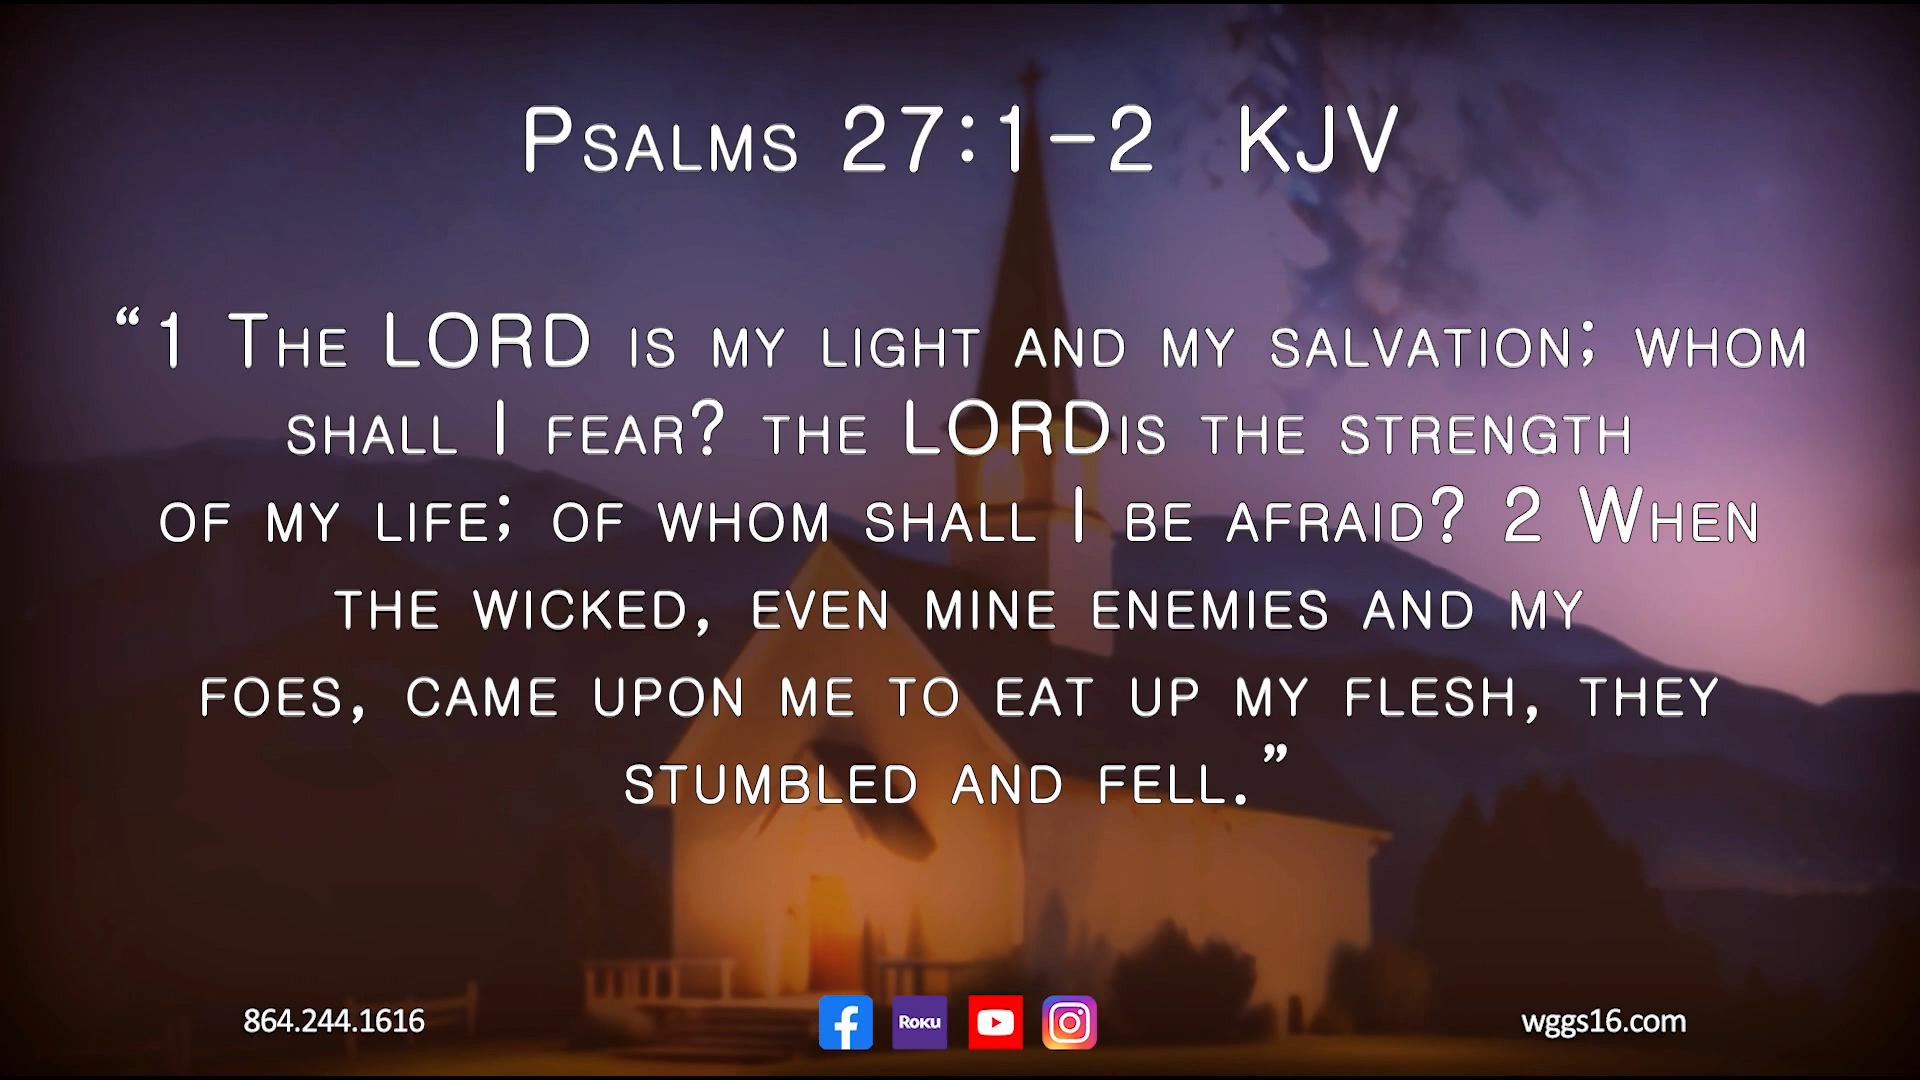 Psalms 27:1-2 KJV
“1 The LORD is my light and my salvation; whom
shall I fear? the LORDis the strength
of my life; of whom shall I be afraid? 2 When
the wicked, even mine enemies and my
foes, came upon me to eat up my flesh, they
stumbled and fell.”
864.244.1616
Roku
wggs16.com